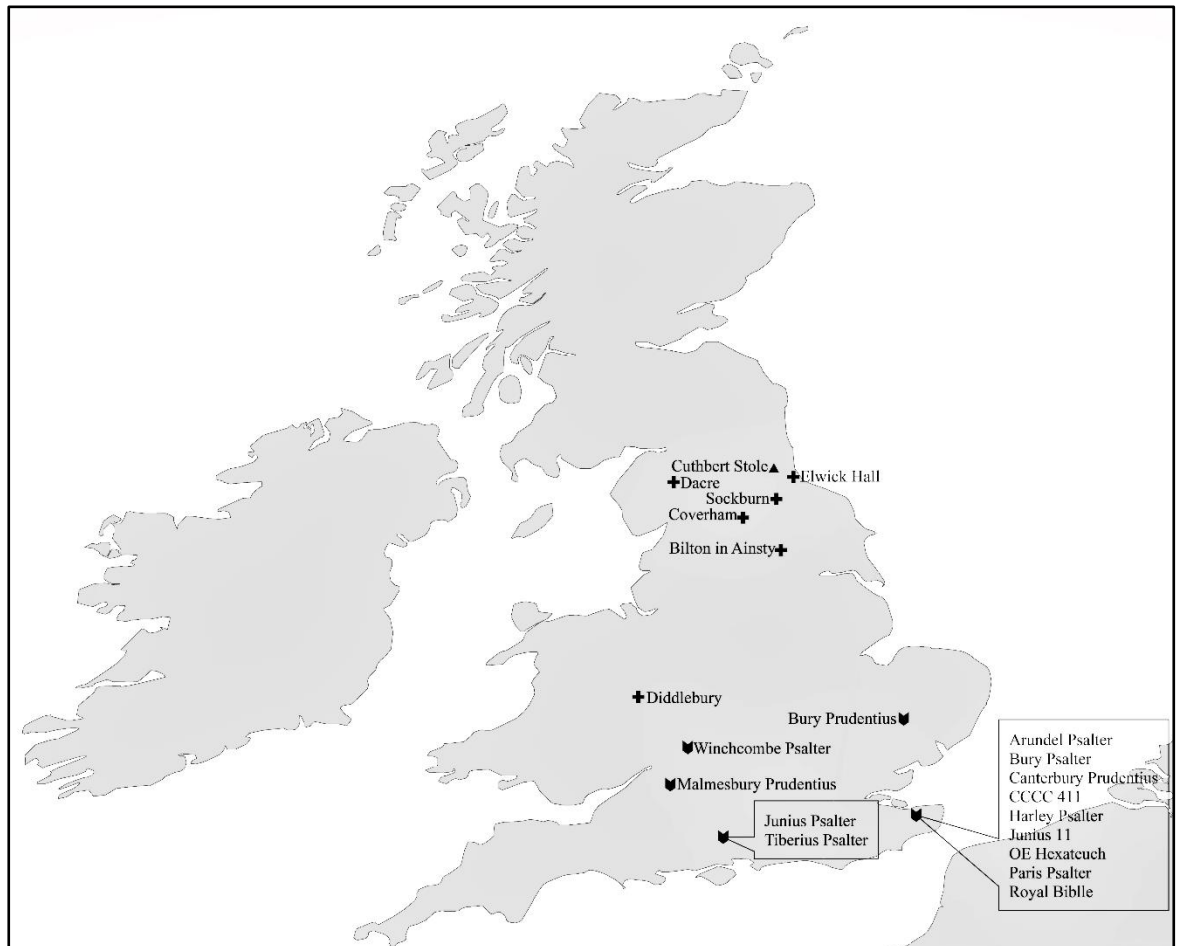 Cuthbert Stole
Elwick Hall
Dacre
Sockburn
Coverham
Bilton in Ainsty
Diddlebury
Bury Prudentius
Winchcombe Psalter
Malmesbury Prudentius
Junius Psalter
Tiberius Psalter
Arundel Psalter
Bury Psalter
Canterbury Prudentius
CCCC 411
Harley Psalter
Junius 11
OE Hexateuch
Paris Psalter
Royal Biblle